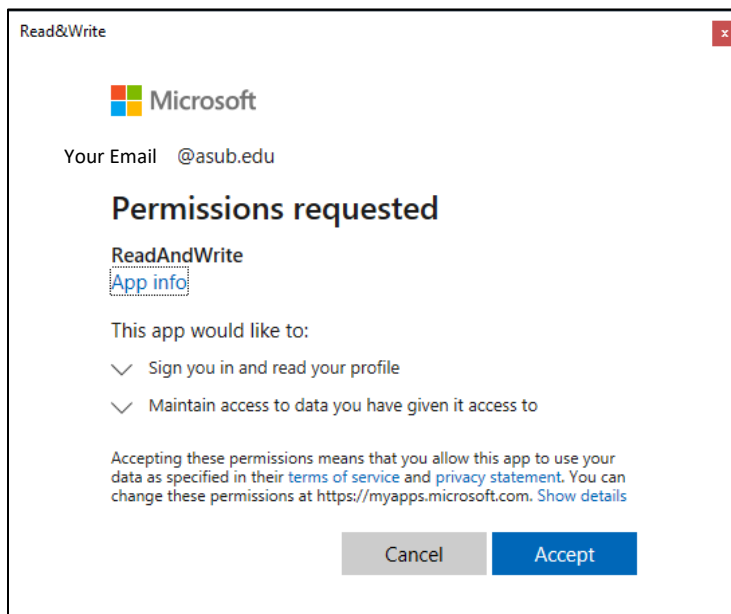 Read&Write
x
Microsoft
Your Email @asub.edu
Permissions requested
ReadAndWrite
App info
This app would like to:
Sign you in and read your profile
Maintain access to data you have given it access to
Accepting these permissions means that you allow this app to use your
data as specified in their terms of service and privacy statement. You can
change these permissions at https://myapps.microsoft.com. Show details
Cancel Accept